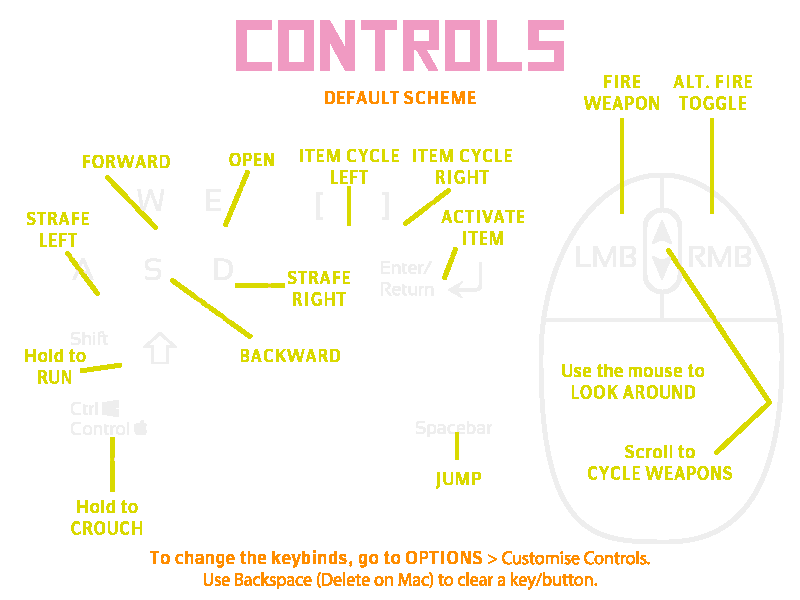 CONTROLS
DEFAULT SCHEME
FIRE
WEAPON
ALT. FIRE
TOGGLE
FORWARD
OPEN
ITEM CYCLE
LEFT
ITEM CYCLE
RIGHT
W
E
[
]
STRAFE
LEFT
ACTIVATE
ITEM
LMB
RMB
A
S
D
STRAFE
RIGHT
Enter/
Return
Shift
Hold to
RUN
BACKWARD
Use the mouse to
LOOK AROUND
Ctrl
Control
Spacebar
Scroll to
CYCLE WEAPONS
JUMP
Hold to
CROUCH
To change the keybinds, go to OPTIONS > Customise Controls.
Use Backspace (Delete on Mac) to clear a key/button.